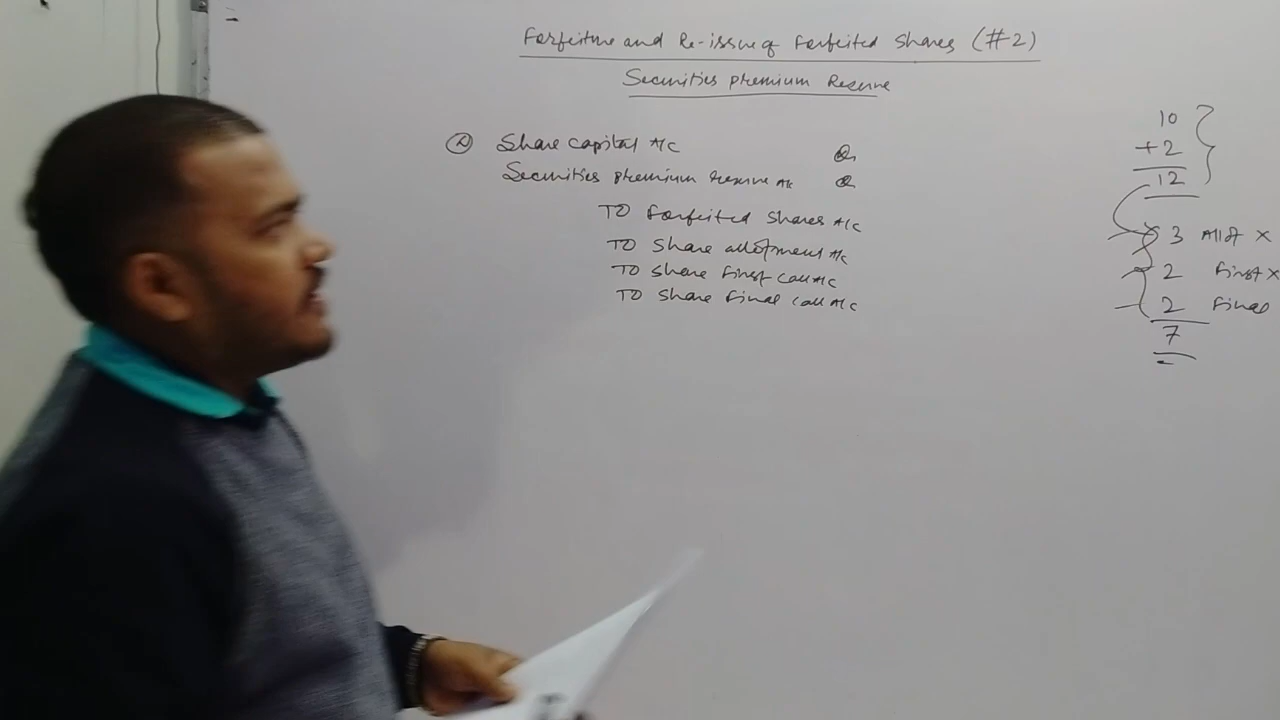 Forfeiture and Re-issue of Forfeited Shares (#2)
Securities Premium Reserve
Share Capital A/c Dr
Securities premium reserve A/c Dr
TO Forfeited Shares A/c
TO Share allotment A/c
TO Share First Call A/c
TO Share Final Call A/c
10
+2
12
3 Allot X
2 First X
2 Final
7